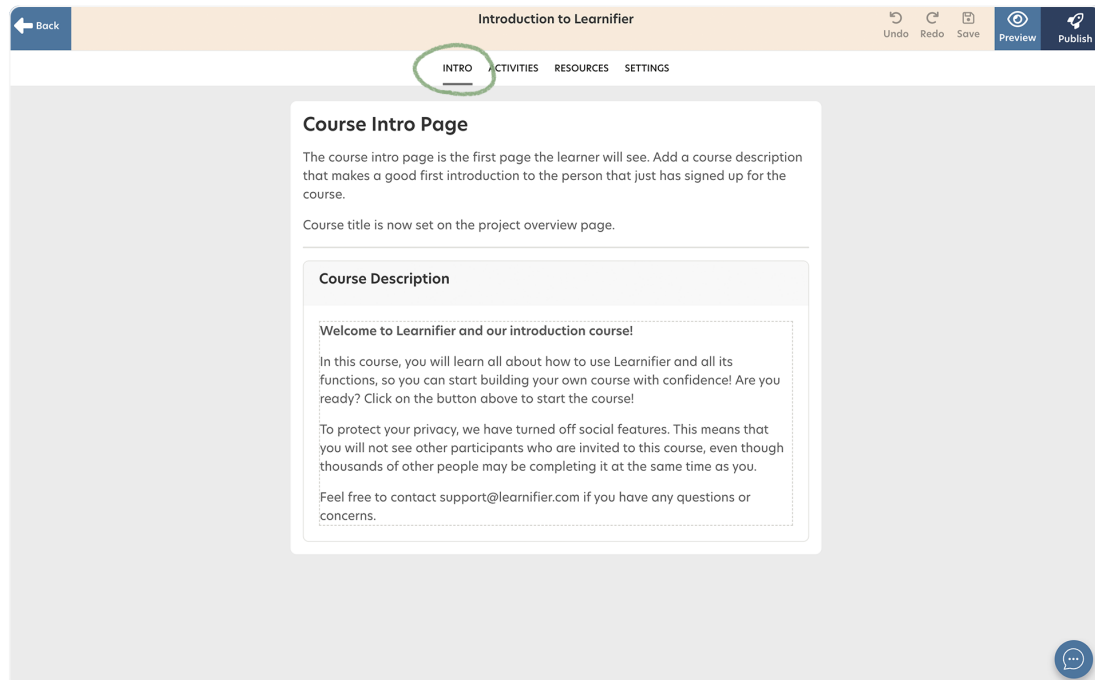 Back
Introduction to Learnifier
Undo Redo Save Preview Publish
INTRO ACTIVITIES RESOURCES SETTINGS
Course Intro Page
The course intro page is the first page the learner will see. Add a course description
that makes a good first introduction to the person that just has signed up for the
course.
Course title is now set on the project overview page.
Course Description
Welcome to Learnifier and our introduction course!
In this course, you will learn all about how to use Learnifier and all its
functions, so you can start building your own course with confidence! Are you
ready? Click on the button above to start the course!
To protect your privacy, we have turned off social features. This means that
you will not see other participants who are invited to this course, even though
thousands of other people may be completing it at the same time as you.
Feel free to contact support@learnifier.com if you have any questions or
concerns.